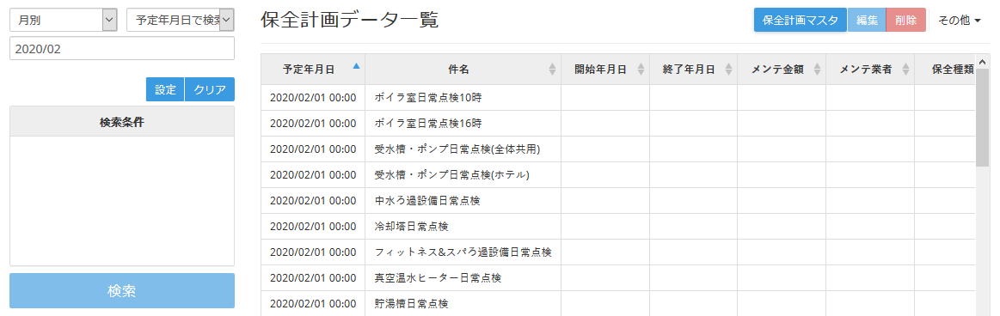 月別 予定年月日で検索
2020/02
設定 クリア
検索条件
検索
保全計画データ一覧
保全計画マスタ 編集 削除 その他
予定年月日 件名 開始年月日 終了年月日 メンテ金額 メンテ業者 保全種類
2020/02/01 00:00 ボイラ室日常点検10時
2020/02/01 00:00 ボイラ室日常点検16時
2020/02/01 00:00 受水槽・ポンプ日常点検(全体共用)
2020/02/01 00:00 受水槽・ポンプ日常点検(ホテル)
2020/02/01 00:00 中水ろ過設備日常点検
2020/02/01 00:00 冷却塔日常点検
2020/02/01 00:00 フィットネス&スパろ過設備日常点検
2020/02/01 00:00 真空温水ヒーター日常点検
2020/02/01 00:00 貯湯槽日常点検